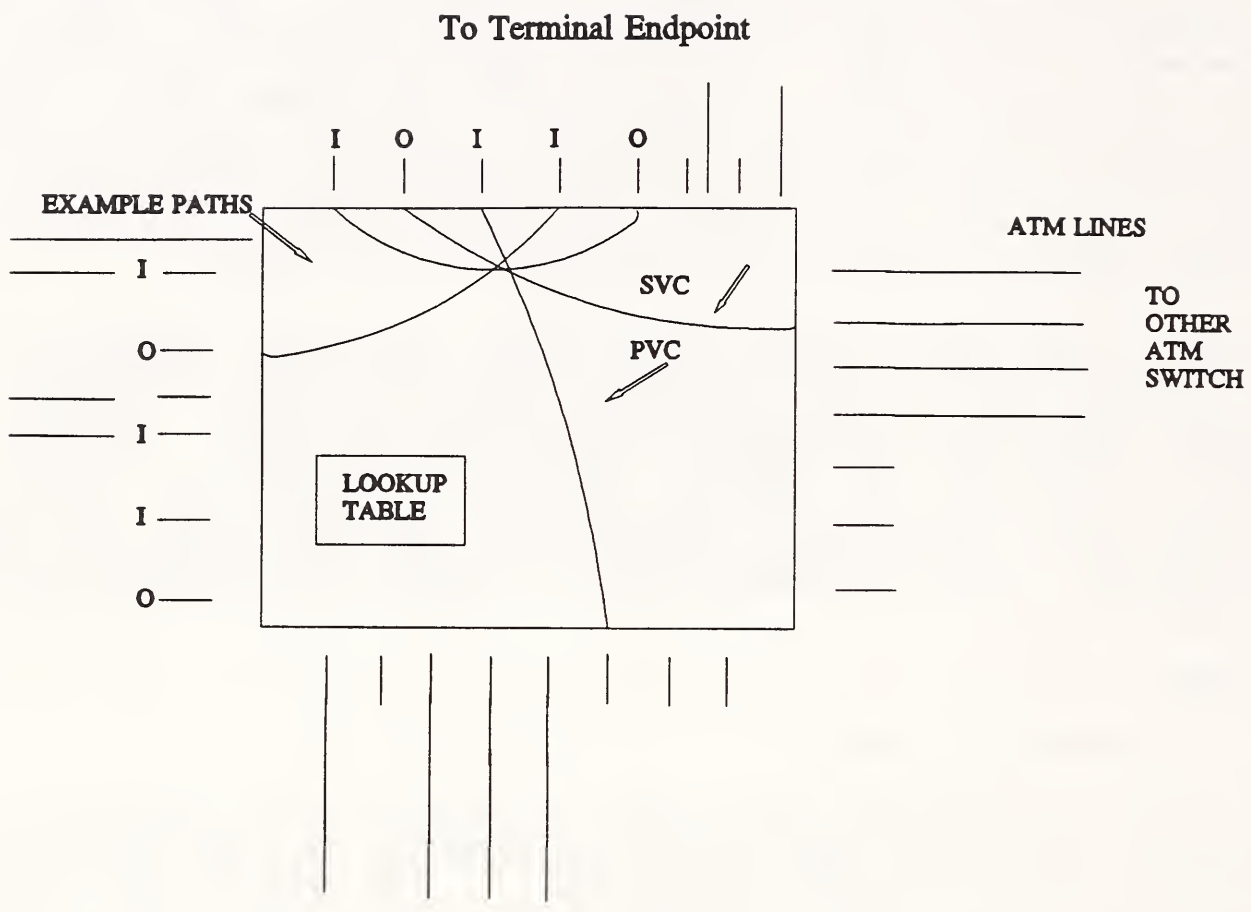 To Terminal Endpoint
I O I I O
EXAMPLE PATHS
ATM LINES
I
SVC
TO
OTHER
ATM
SWITCH
O
PVC
I
LOOKUP
TABLE
I
O